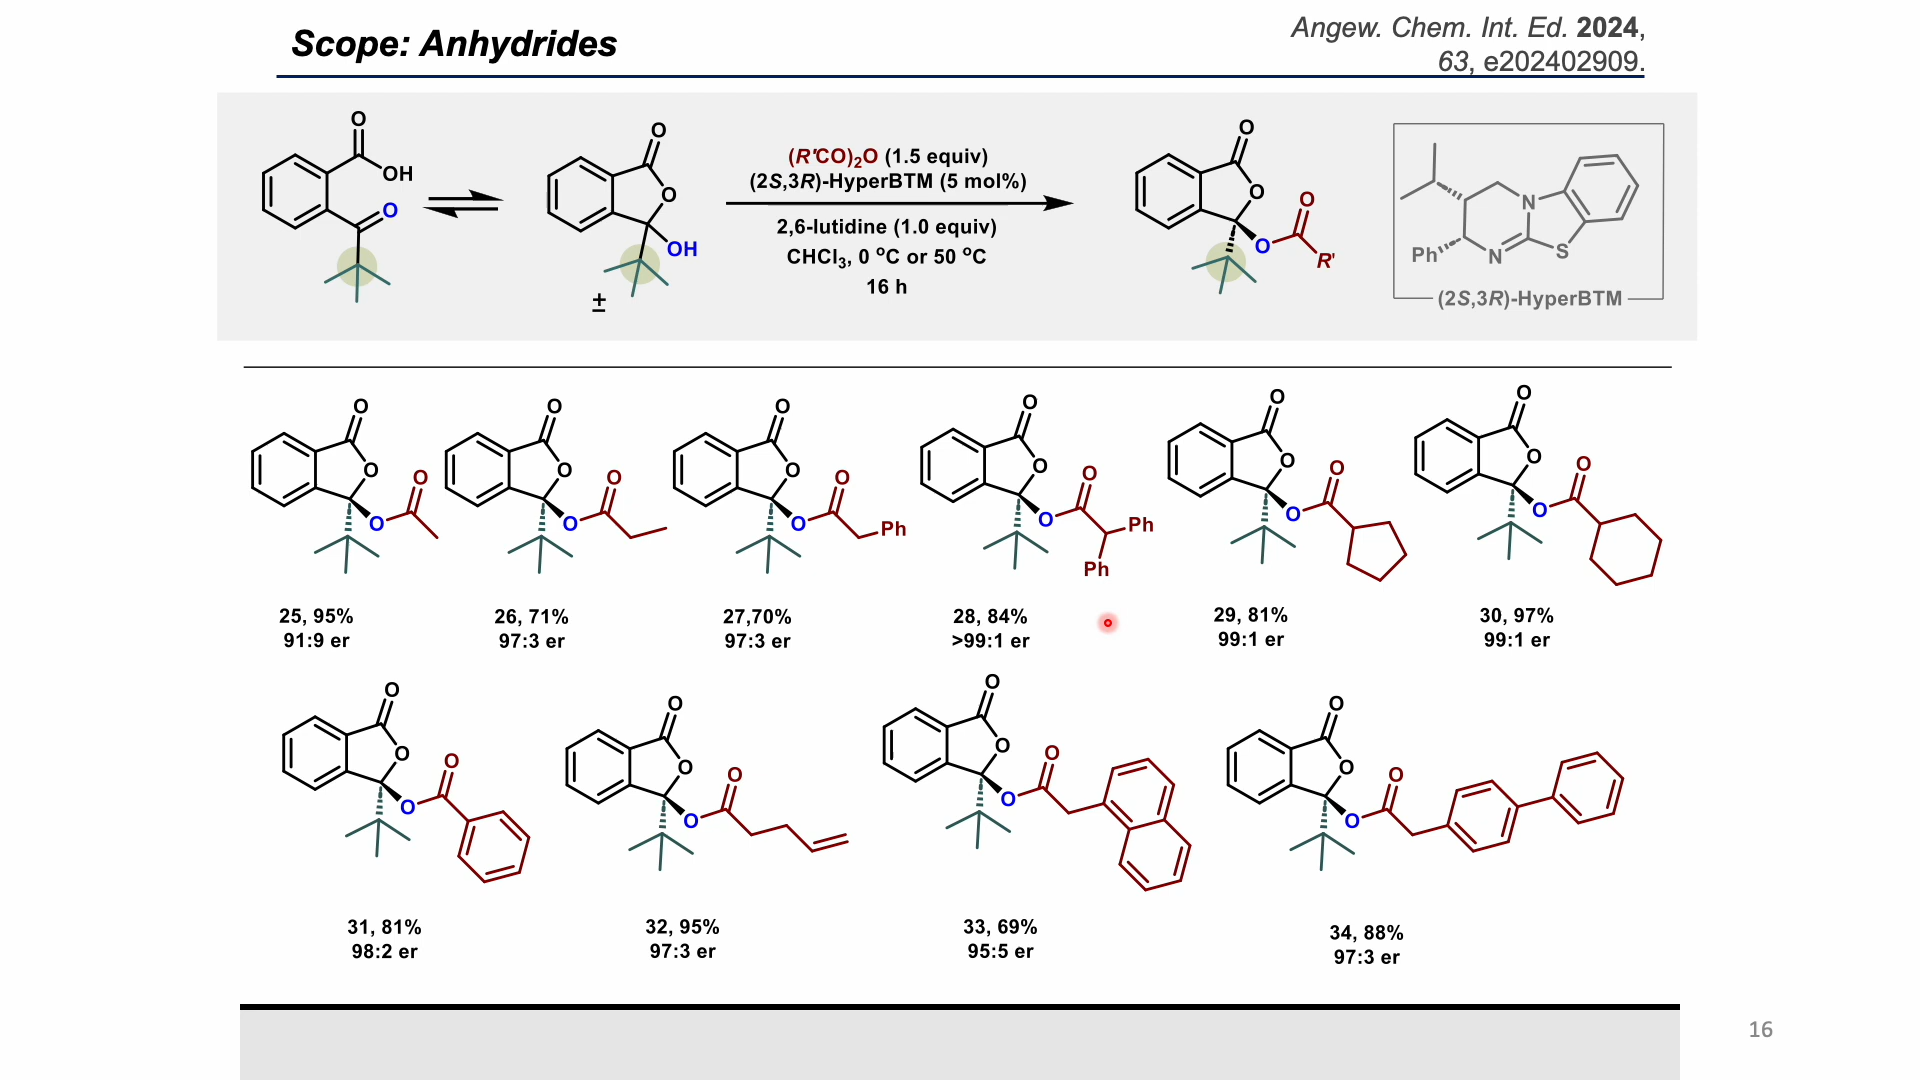 Scope: Anhydrides
Angew. Chem. Int. Ed. 2024,
63, e202402909.
O
OH
O
O
O
OH
±
(R'CO)2O (1.5 equiv)
(2S,3R)-HyperBTM (5 mol%)
2,6-lutidine (1.0 equiv)
CHCl3, 0 °C or 50 °C
16 h
O
O
O
O
R'
N
N
S
Ph
(2S,3R)-HyperBTM
O
O
O
O
25, 95%
91:9 er
O
O
O
O
26, 71%
97:3 er
O
O
O
O
Ph
27,70%
97:3 er
O
O
O
O
Ph
Ph
28, 84%
>99:1 er
O
O
O
O
29, 81%
99:1 er
O
O
O
O
30, 97%
99:1 er
O
O
O
O
31, 81%
98:2 er
O
O
O
O
32, 95%
97:3 er
O
O
O
O
33, 69%
95:5 er
O
O
O
O
34, 88%
97:3 er
16